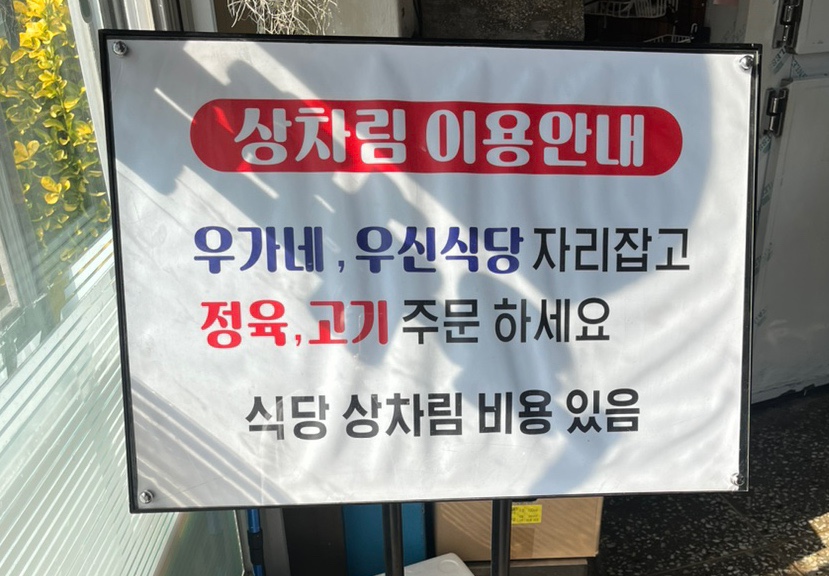 상차림 이용안내
우가네, 우신식당 자리잡고
정육,고기 주문 하세요
식당 상차림 비용 있음